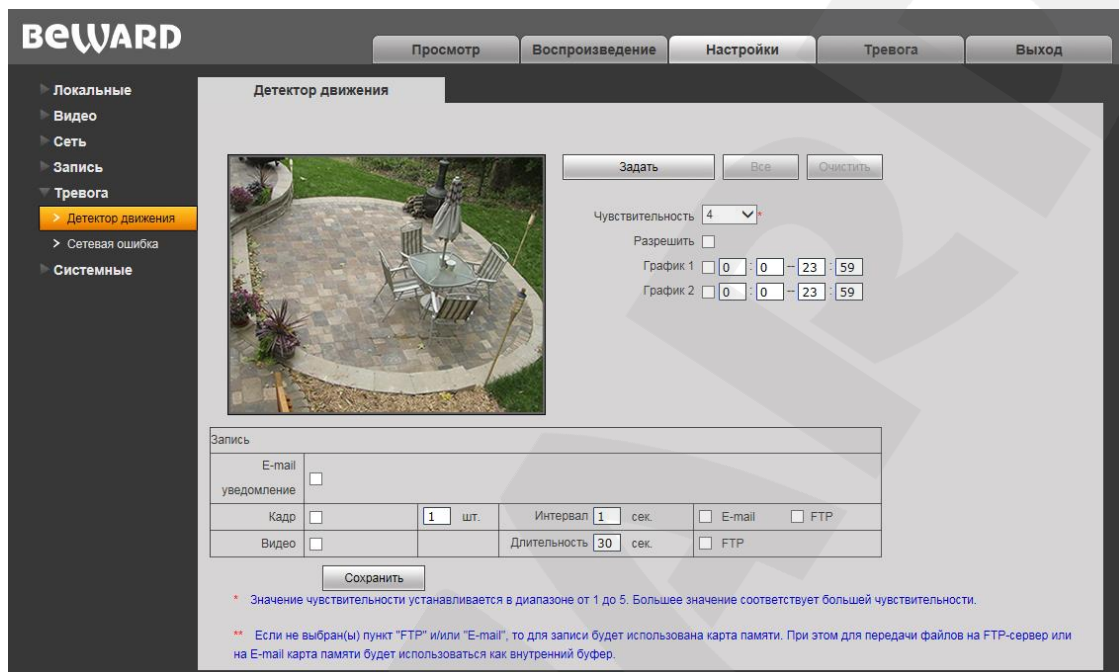 BEWARD
Просмотр Воспроизведение Настройки Тревога Выход
Локальные
Видео
Сеть
Запись
Тревога
> Детектор движения
> Сетевая ошибка
Системные
Детектор движения
Задать Все Очистить
Чувствительность 4 *
Разрешить
График 1 0 : 0 -- 23 : 59
График 2 0 : 0 -- 23 : 59
Запись
E-mail
уведомление
Кадр 1 шт. Интервал 1 сек. E-mail FTP
Видео Длительность 30 сек. FTP
Сохранить
* Значение чувствительности устанавливается в диапазоне от 1 до 5. Большее значение соответствует большей чувствительности.
** Если не выбран(ы) пункт "FTP" и/или "E-mail", то для записи будет использована карта памяти. При этом для передачи файлов на FTP-сервер или
на E-mail карта памяти будет использоваться как внутренний буфер.